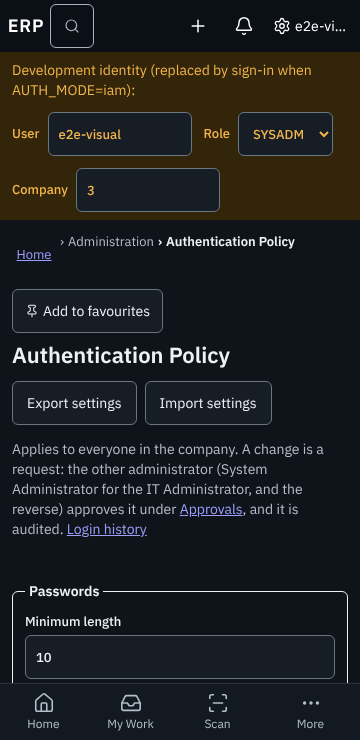 ERP e2e-vi...
Development identity (replaced by sign-in when
AUTH_MODE=iam):
User e2e-visual Role SYSADM
Company 3
Home › Administration › Authentication Policy
Add to favourites
Authentication Policy
Export settings Import settings
Applies to everyone in the company. A change is a
request: the other administrator (System
Administrator for the IT Administrator, and the
reverse) approves it under Approvals, and it is
audited. Login history
Passwords
Minimum length
10
Home My Work Scan More